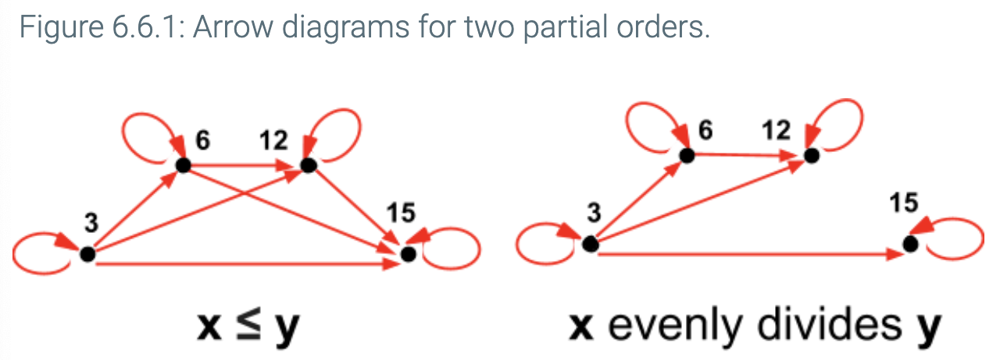 Figure 6.6.1: Arrow diagrams for two partial orders.
6 12
3
15
x ≤ y
6 12
3
15
x evenly divides y